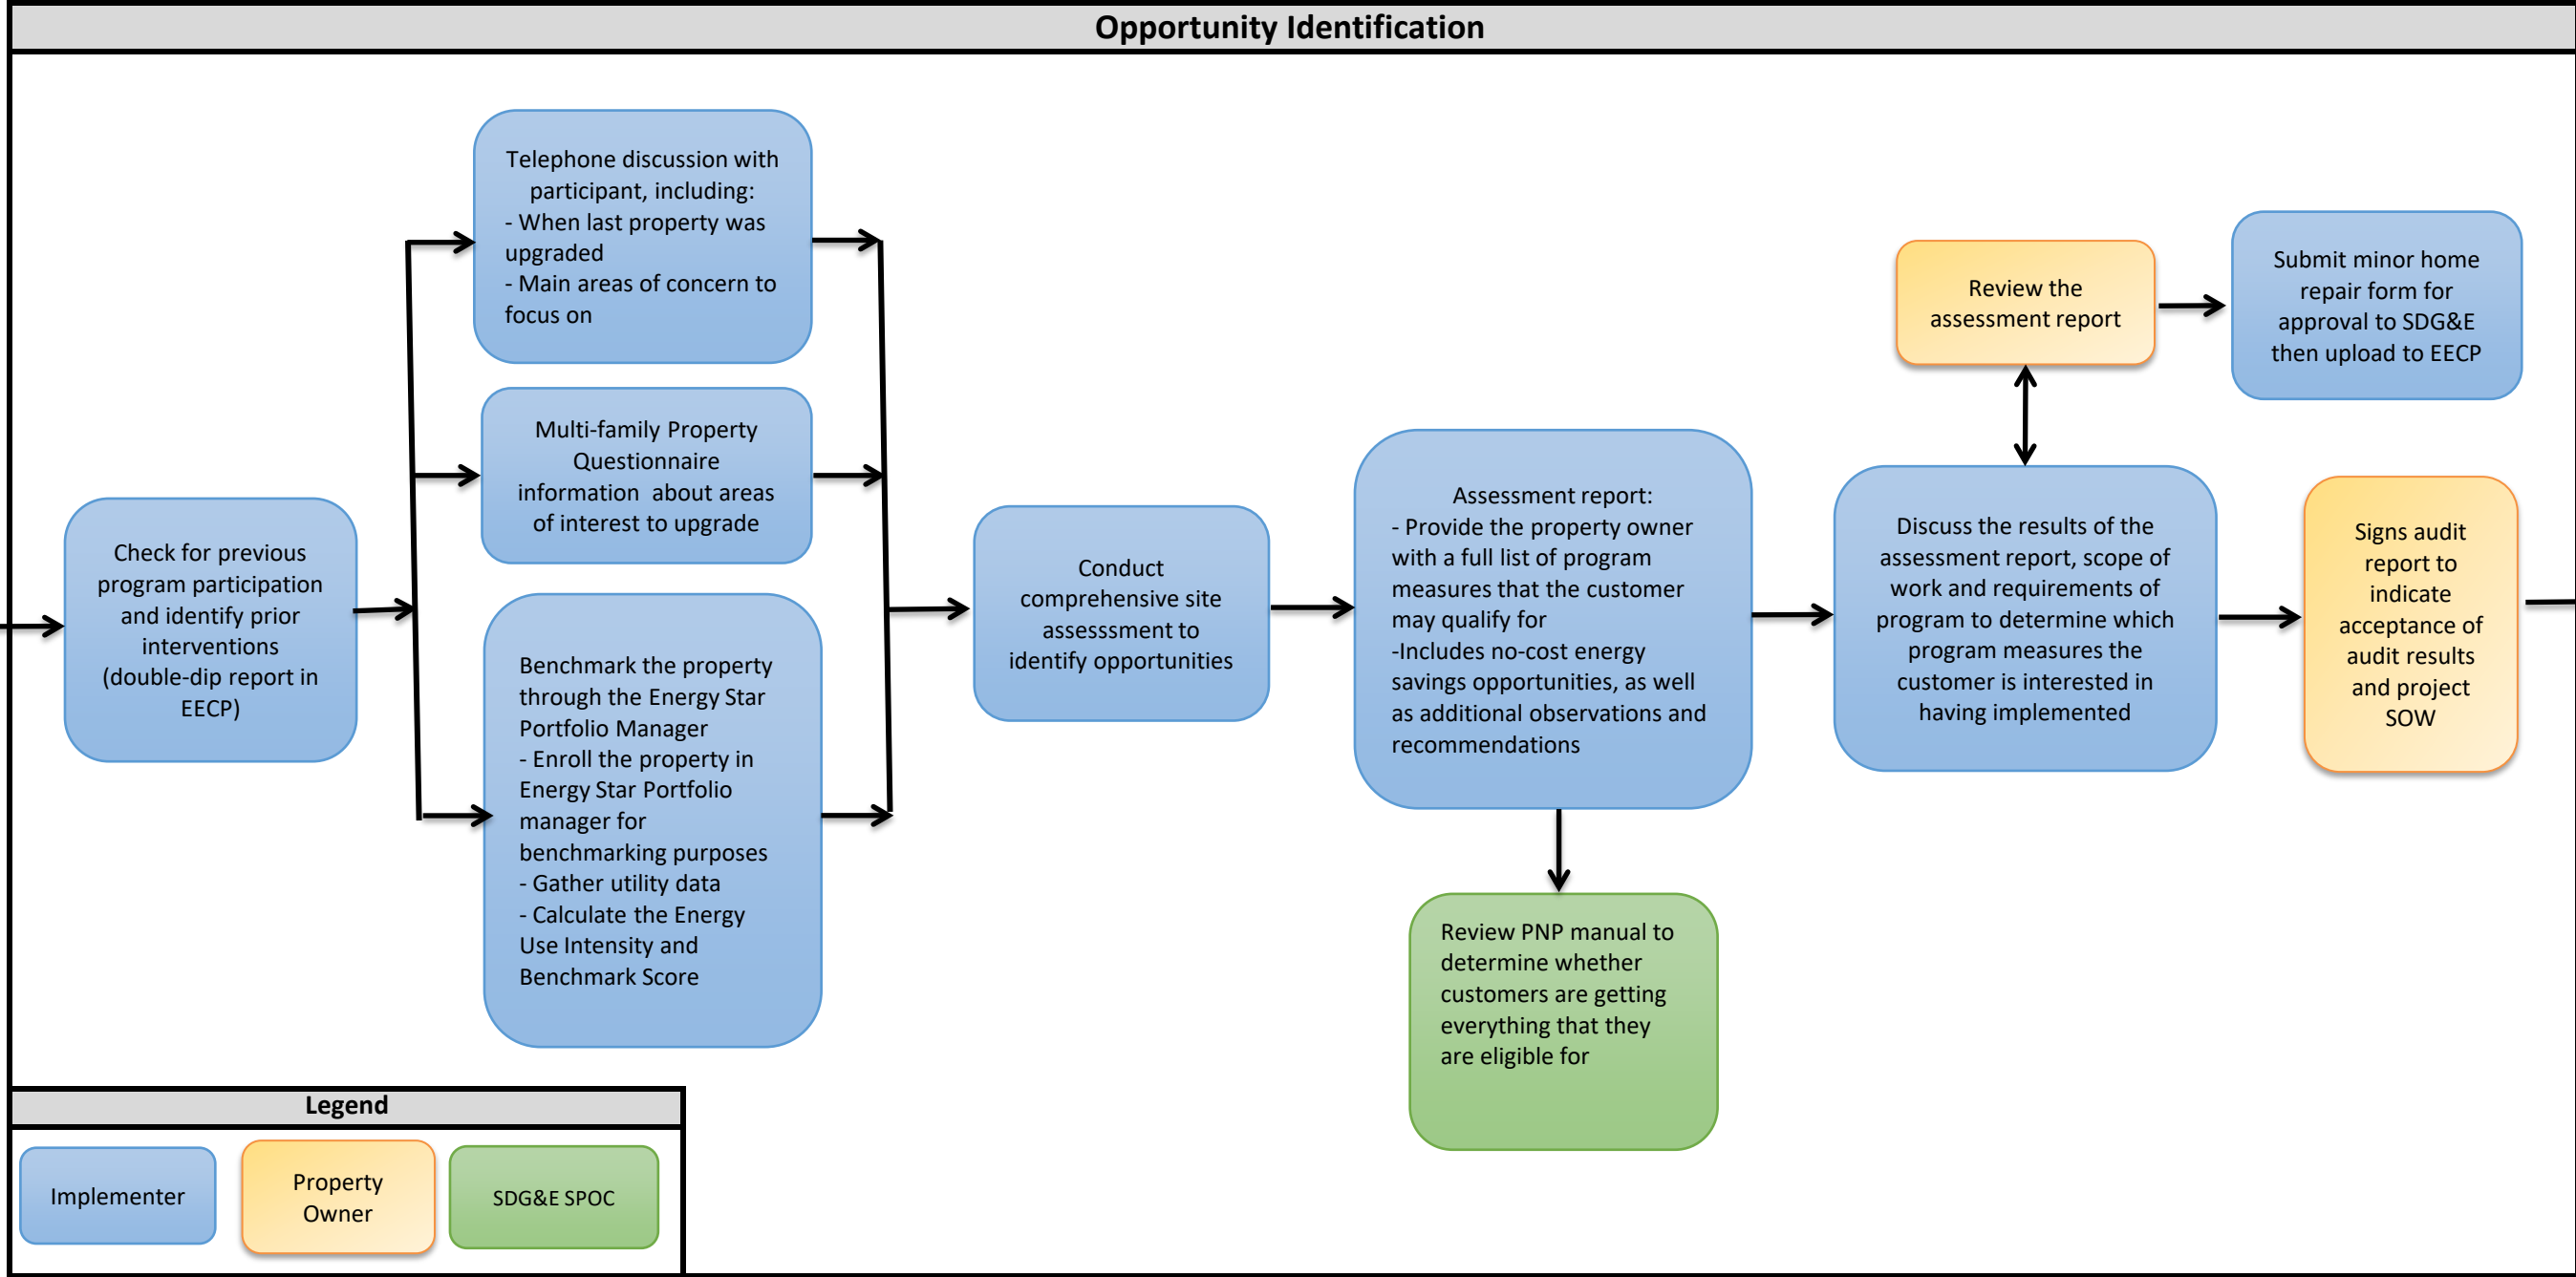 Opportunity Identification
Check for previous
program participation
and identify prior
interventions
(double-dip report in
EECP)
Telephone discussion with
participant, including:
- When last property was
upgraded
- Main areas of concern to
focus on
Multi-family Property
Questionnaire
information about areas
of interest to upgrade
Benchmark the property
through the Energy Star
Portfolio Manager
- Enroll the property in
Energy Star Portfolio
manager for
benchmarking purposes
- Gather utility data
- Calculate the Energy
Use Intensity and
Benchmark Score
Conduct
comprehensive site
assesssment to
identify opportunities
Assessment report:
- Provide the property owner
with a full list of program
measures that the customer
may qualify for
-Includes no-cost energy
savings opportunities, as well
as additional observations and
recommendations
Review PNP manual to
determine whether
customers are getting
everything that they
are eligible for
Review the
assessment report
Submit minor home
repair form for
approval to SDG&E
then upload to EECP
Discuss the results of the
assessment report, scope of
work and requirements of
program to determine which
program measures the
customer is interested in
having implemented
Signs audit
report to
indicate
acceptance of
audit results
and project
SOW
Legend
Implementer
Property
Owner
SDG&E SPOC